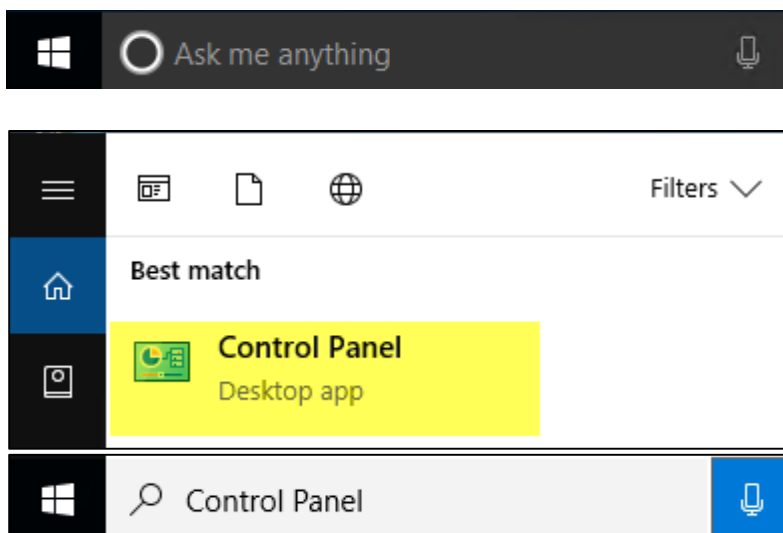 Ask me anything
Filters
Best match
Control Panel
Desktop app
Control Panel